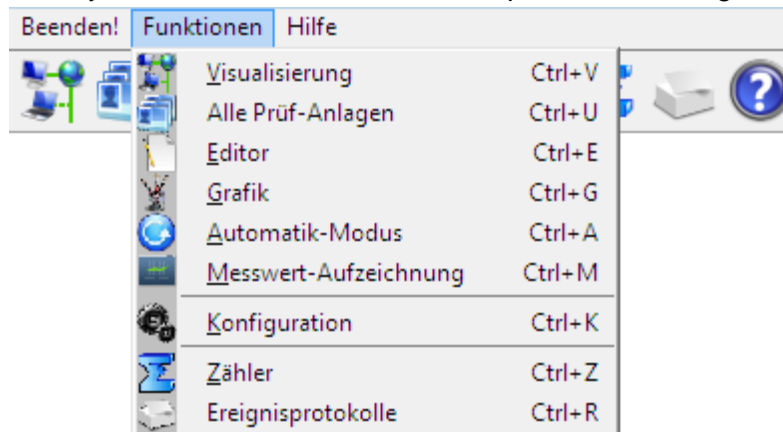 Beenden! Funktionen Hilfe
Visualisierung Ctrl+V
Alle Prüf-Anlagen Ctrl+U
Editor Ctrl+E
Grafik Ctrl+G
Automatik-Modus Ctrl+A
Messwert-Aufzeichnung Ctrl+M
Konfiguration Ctrl+K
Zähler Ctrl+Z
Ereignisprotokolle Ctrl+R